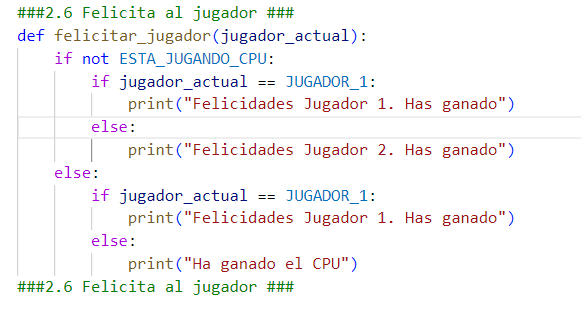 ###2.6 Felicita al jugador ###
def felicitar_jugador(jugador_actual):
    if not ESTA_JUGANDO_CPU:
        if jugador_actual == JUGADOR_1:
            print("Felicidades Jugador 1. Has ganado")
        else:
            print("Felicidades Jugador 2. Has ganado")
    else:
        if jugador_actual == JUGADOR_1:
            print("Felicidades Jugador 1. Has ganado")
        else:
            print("Ha ganado el CPU")
###2.6 Felicita al jugador ###